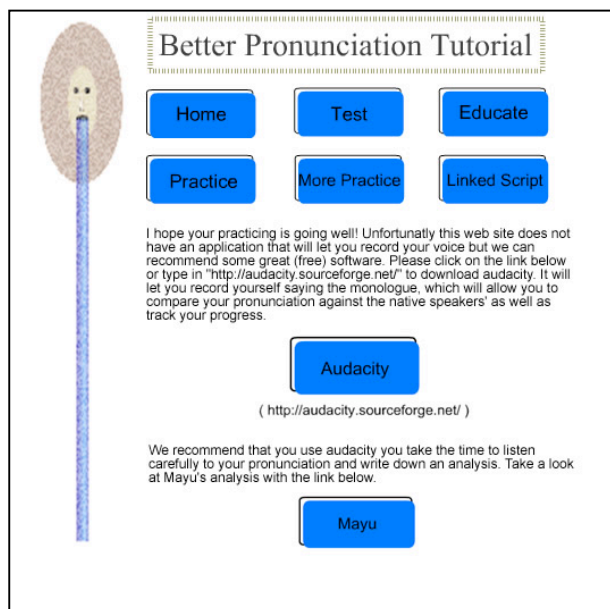 Better Pronunciation Tutorial
Home Test Educate
Practice More Practice Linked Script
I hope your practicing is going well! Unfortunatly this web site does not
have an application that will let you record your voice but we can
recommend some great (free) software. Please click on the link below
or type in "http://audacity.sourceforge.net/" to download audacity. It will
let you record yourself saying the monologue, which will allow you to
compare your pronunciation against the native speakers' as well as
track your progress.
Audacity
( http://audacity.sourceforge.net/ )
We recommend that you use audacity you take the time to listen
carefully to your pronunciation and write down an analysis. Take a look
at Mayu's analysis with the link below.
Mayu